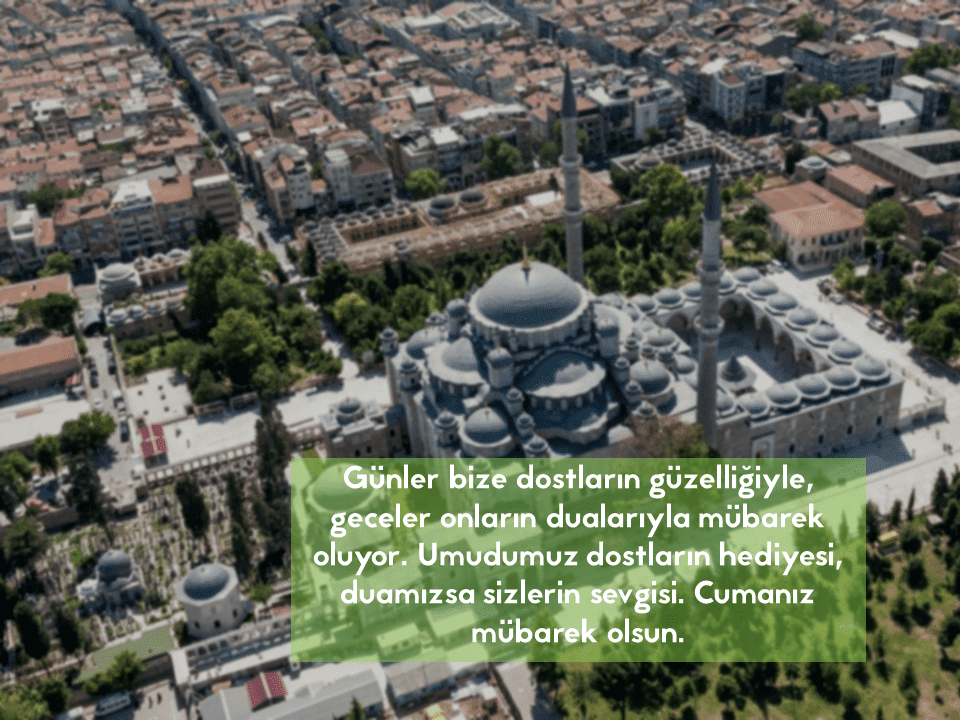 Günler bize dostların güzelliğiyle,
geceler onların dualarıyla mübarek
oluyor. Umudumuz dostların hediyesi,
duamızsa sizlerin sevgisi. Cumanız
mübarek olsun.